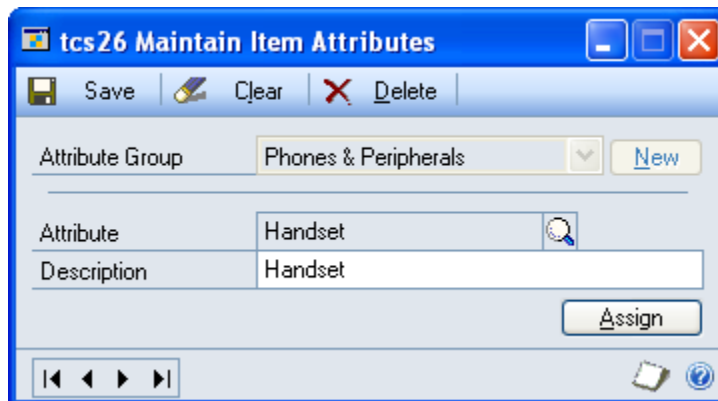 tcs26 Maintain Item Attributes
Save Clear Delete
Attribute Group Phones & Peripherals New
Attribute Handset
Description Handset
Assign